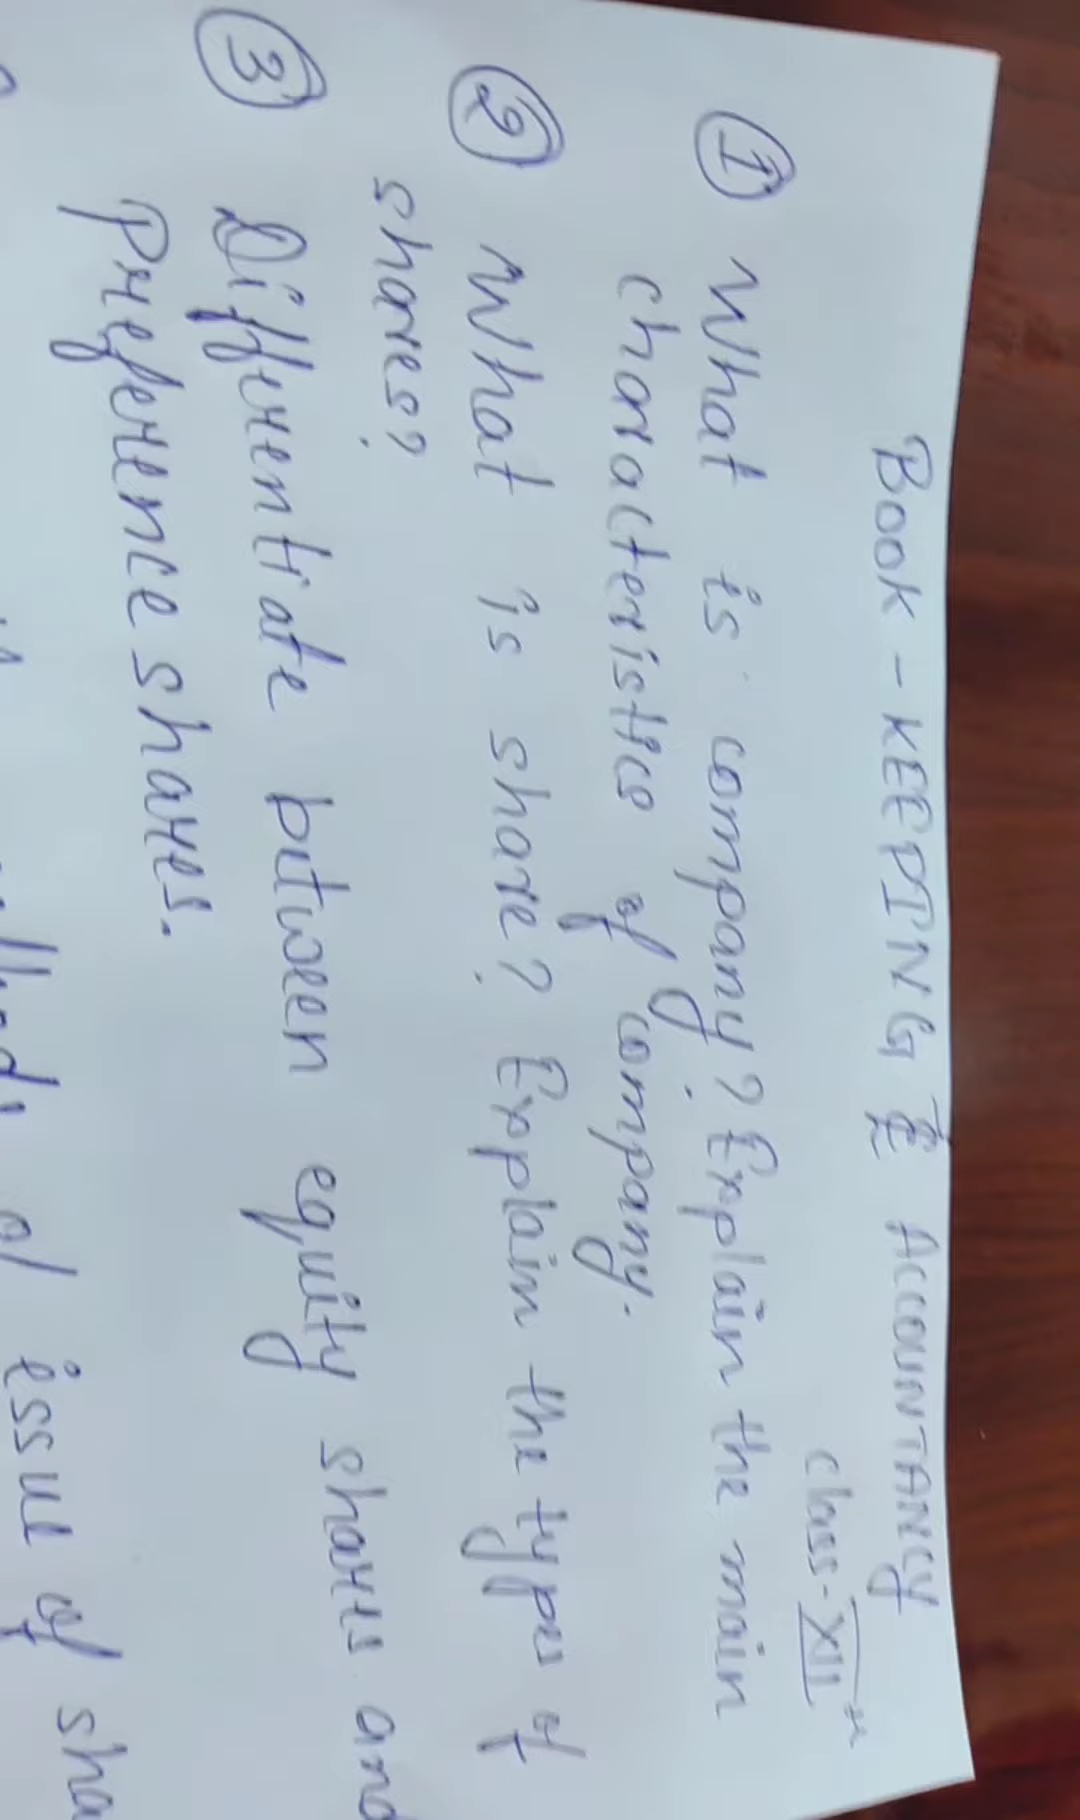 BOOK-KEEPING & ACCOUNTANCY
class-XII
① What is company? Explain the main
characteristics of company.
② What is share? Explain the types of
shares?
③ Differentiate between equity shares and
Preference shares.
of issue of sha